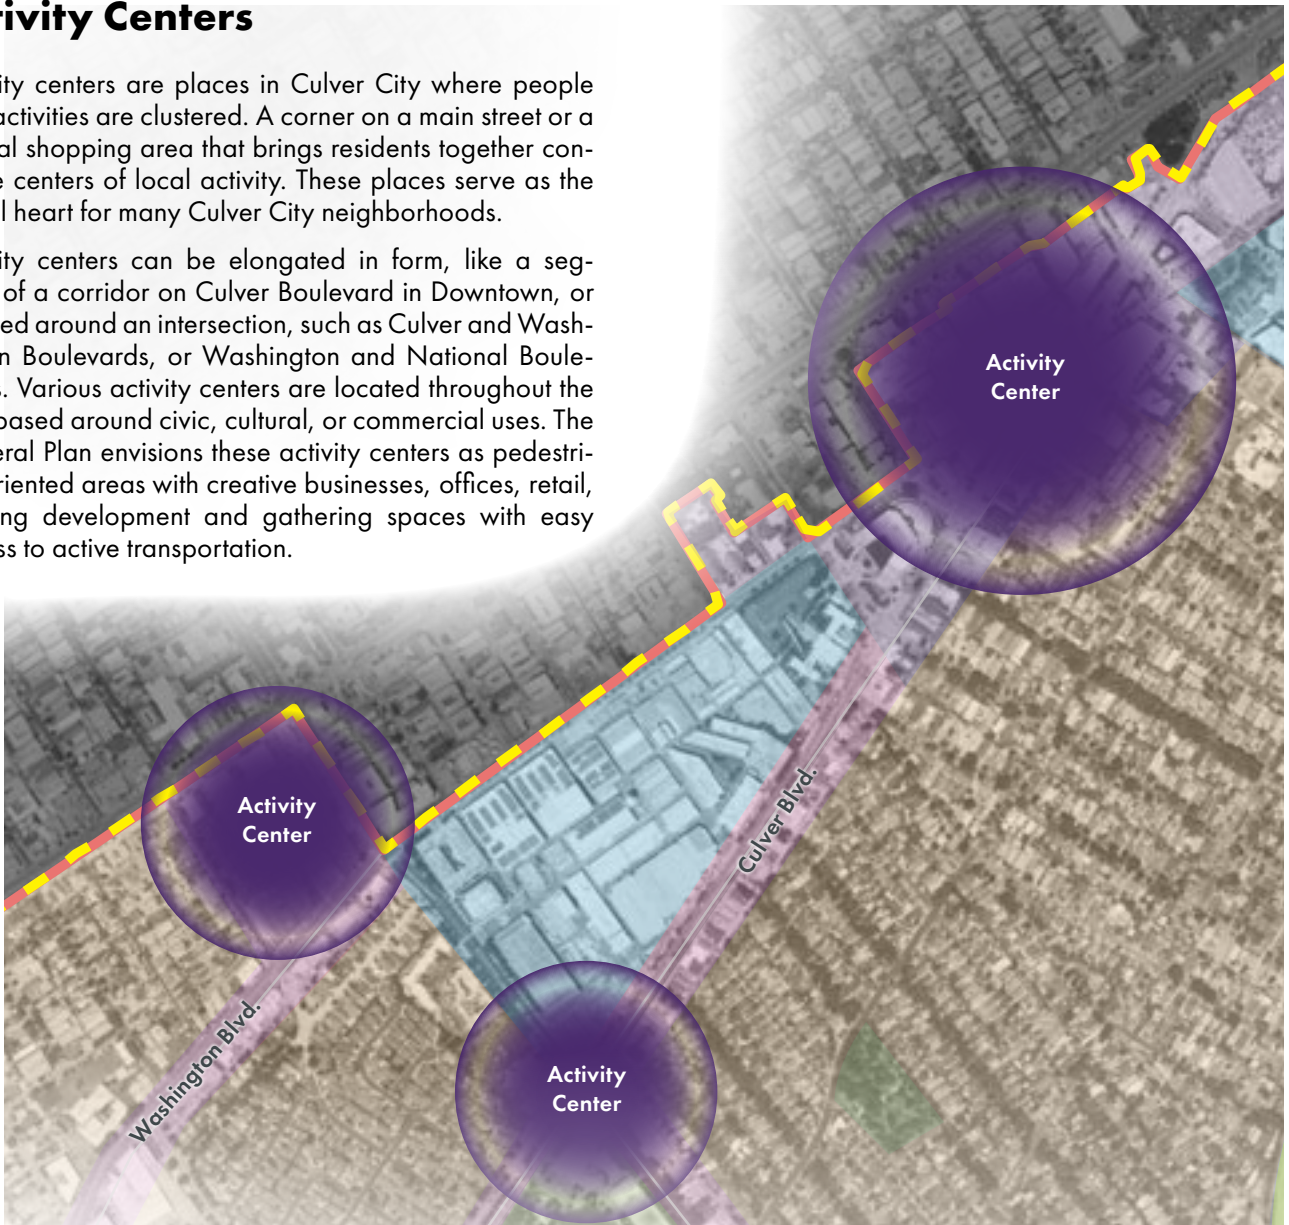 tivity Centers
ity centers are places in Culver City where people
activities are clustered. A corner on a main street or a
al shopping area that brings residents together con-
e centers of local activity. These places serve as the
l heart for many Culver City neighborhoods.
ity centers can be elongated in form, like a seg-
of a corridor on Culver Boulevard in Downtown, or
ed around an intersection, such as Culver and Wash-
n Boulevards, or Washington and National Boule-
s. Various activity centers are located throughout the
based around civic, cultural, or commercial uses. The
eral Plan envisions these activity centers as pedestri-
riented areas with creative businesses, offices, retail,
ng development and gathering spaces with easy
ss to active transportation.
Activity
Center
Activity
Center
Culver Blvd.
Washington Blvd.
Activity
Center